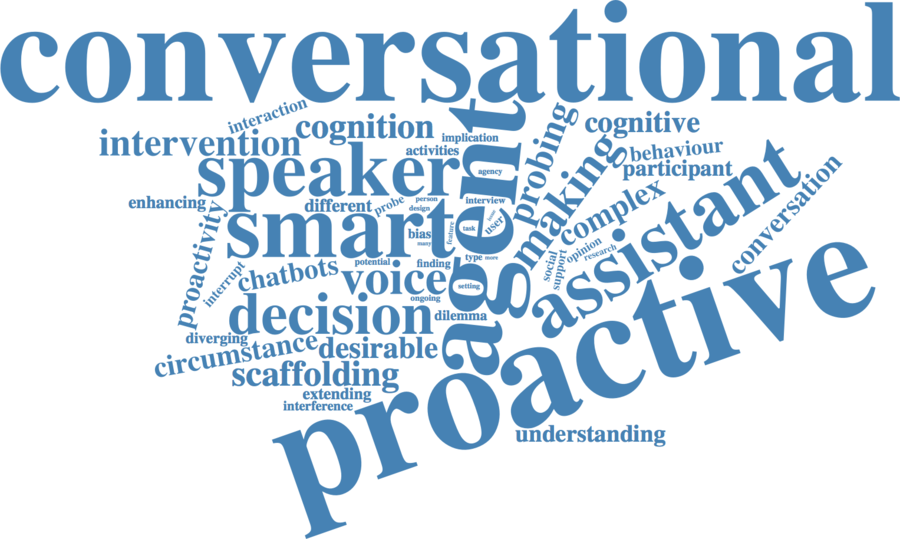 conversational
interaction
intervention
cognition
implication
cognitive
activities
probing
behaviour
speaker
agency
participant
agent
making
enhancing
different
probe
person
design
interview
complex
assistant
conversation
proactivity
smart
bias
many
feature
task
user
opinion
research
social
support
interrupt
chatbots
potential
finding
type
more
voice
setting
ongoing
decision
dilemma
proactive
diverging
circumstance
desirable
scaffolding
extending
interference
understanding